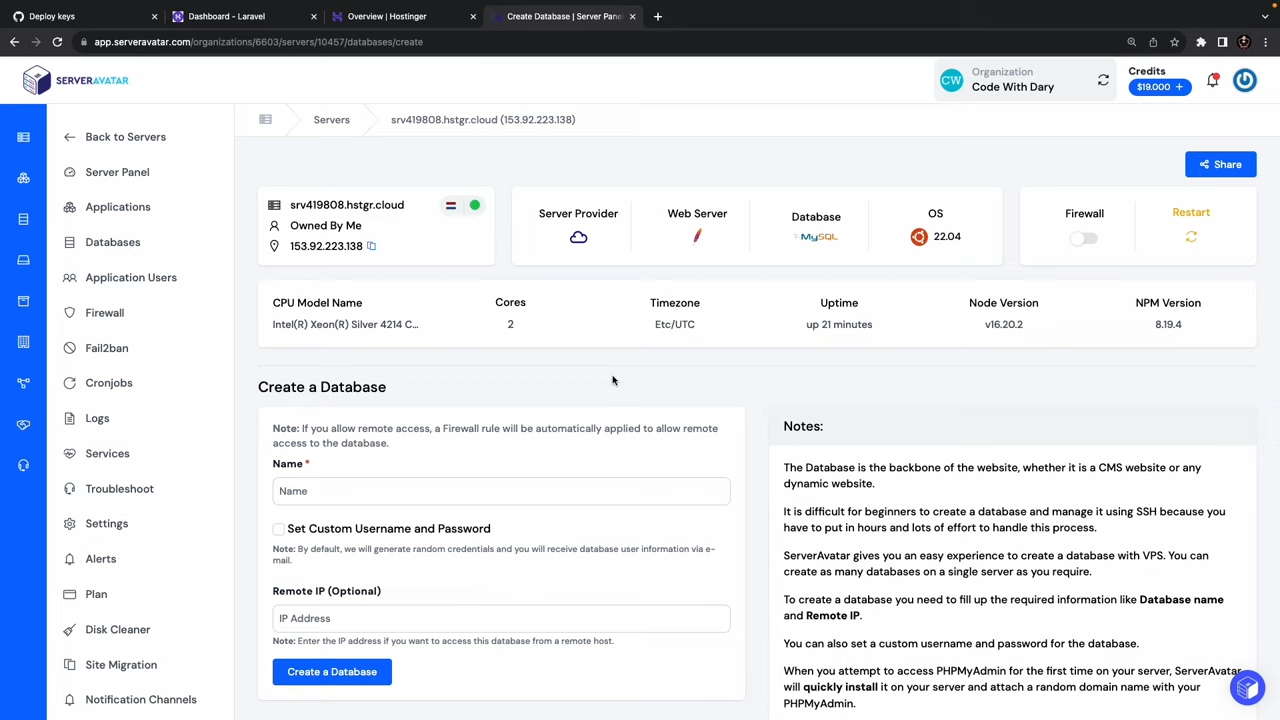 Deploy keys
Dashboard - Laravel
Overview | Hostinger
Create Database | Server Pane
app.serveravatar.com/organizations/6603/servers/10457/databases/create
SERVERAVATAR
CW
Organization
Code With Dary
Credits
$19.000 +
Back to Servers
Server Panel
Applications
Databases
Application Users
Firewall
Fail2ban
Cronjobs
Logs
Services
Troubleshoot
Settings
Alerts
Plan
Disk Cleaner
Site Migration
Notification Channels
Servers
srv419808.hstgr.cloud (153.92.223.138)
Share
srv419808.hstgr.cloud
Owned By Me
153.92.223.138
Server Provider
Web Server
Database
MySQL
OS
22.04
Firewall
Restart
CPU Model Name
Cores
Timezone
Uptime
Node Version
NPM Version
Intel(R) Xeon(R) Silver 4214 C...
2
Etc/UTC
up 21 minutes
v16.20.2
8.19.4
Create a Database
Note: If you allow remote access, a Firewall rule will be automatically applied to allow remote
access to the database.
Name *
Name
Set Custom Username and Password
Note: By default, we will generate random credentials and you will receive database user information via e-
mail.
Remote IP (Optional)
IP Address
Note: Enter the IP address if you want to access this database from a remote host.
Create a Database
Notes:
The Database is the backbone of the website, whether it is a CMS website or any
dynamic website.
It is difficult for beginners to create a database and manage it using SSH because you
have to put in hours and lots of effort to handle this process.
ServerAvatar gives you an easy experience to create a database with VPS. You can
create as many databases on a single server as you require.
To create a database you need to fill up the required information like Database name
and Remote IP.
You can also set a custom username and password for the database.
When you attempt to access PHPMyAdmin for the first time on your server, ServerAvatar
will quickly install it on your server and attach a random domain name with your
PHPMyAdmin.